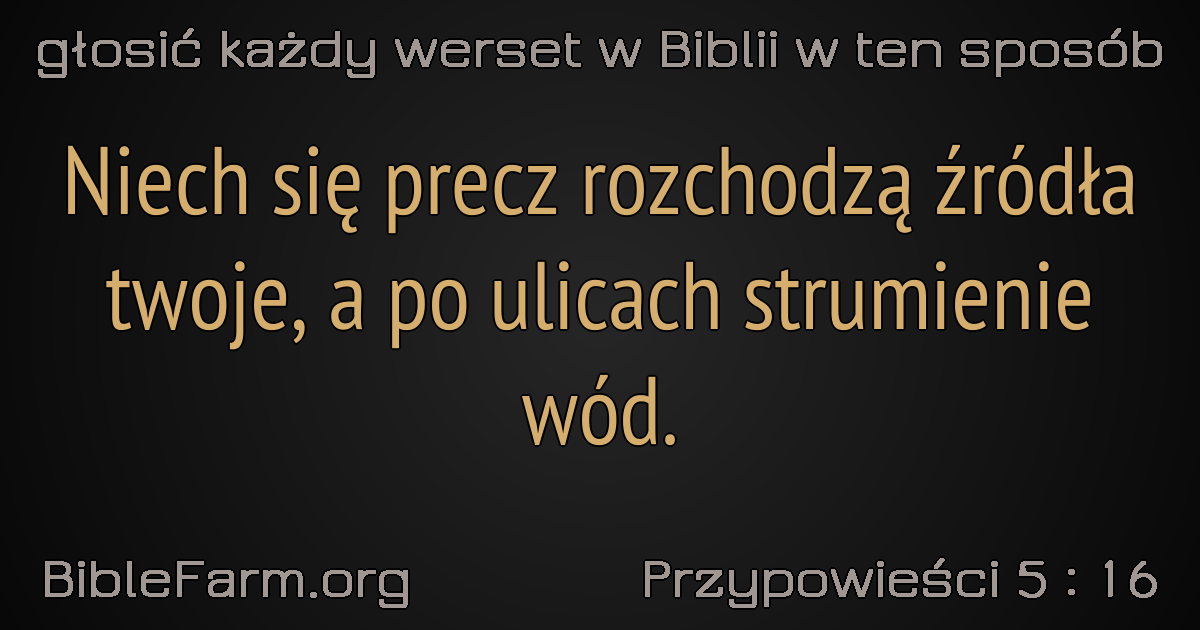 głosić każdy werset w Biblii w ten sposób
Niech się precz rozchodzą źródła
twoje, a po ulicach strumienie
wód.
BibleFarm.org
Przypowieści 5 : 16